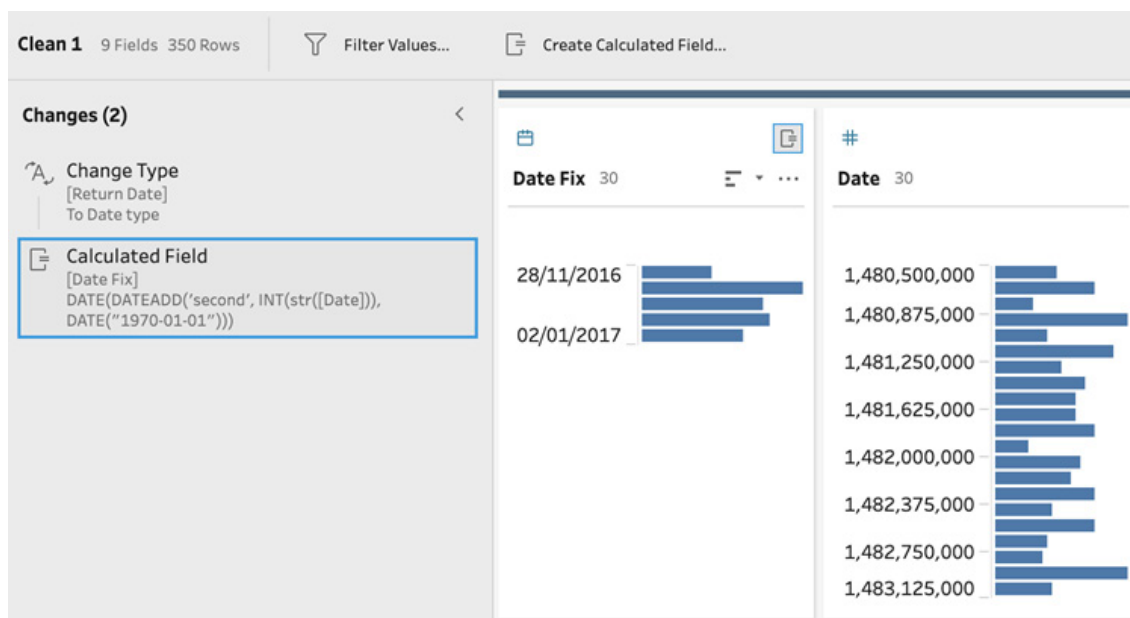 Clean 1 9 Fields 350 Rows Filter Values... Create Calculated Field...
Changes (2)
Change Type
[Return Date]
To Date type
Calculated Field
[Date Fix]
DATE(DATEADD('second', INT(str([Date])),
DATE("1970-01-01")))
Date Fix 30
28/11/2016
02/01/2017
#
Date 30
1,480,500,000
1,480,875,000
1,481,250,000
1,481,625,000
1,482,000,000
1,482,375,000
1,482,750,000
1,483,125,000